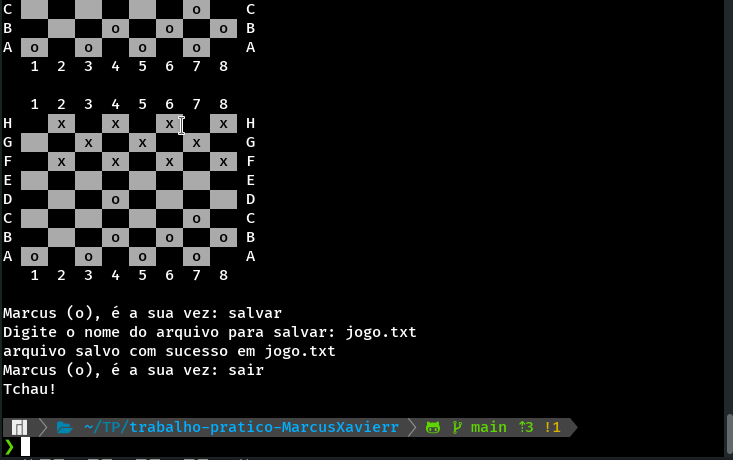 C o C
B o o o B
A o o o o A
1 2 3 4 5 6 7 8
1 2 3 4 5 6 7 8
H x x x x H
G x x x G
F x x x x F
E E
D o D
C o C
B o o o B
A o o o o A
1 2 3 4 5 6 7 8
Marcus (o), é a sua vez: salvar
Digite o nome do arquivo para salvar: jogo.txt
arquivo salvo com sucesso em jogo.txt
Marcus (o), é a sua vez: sair
Tchau!
~/TP/trabalho-pratico-MarcusXavierr main ⇡3 !1
❯